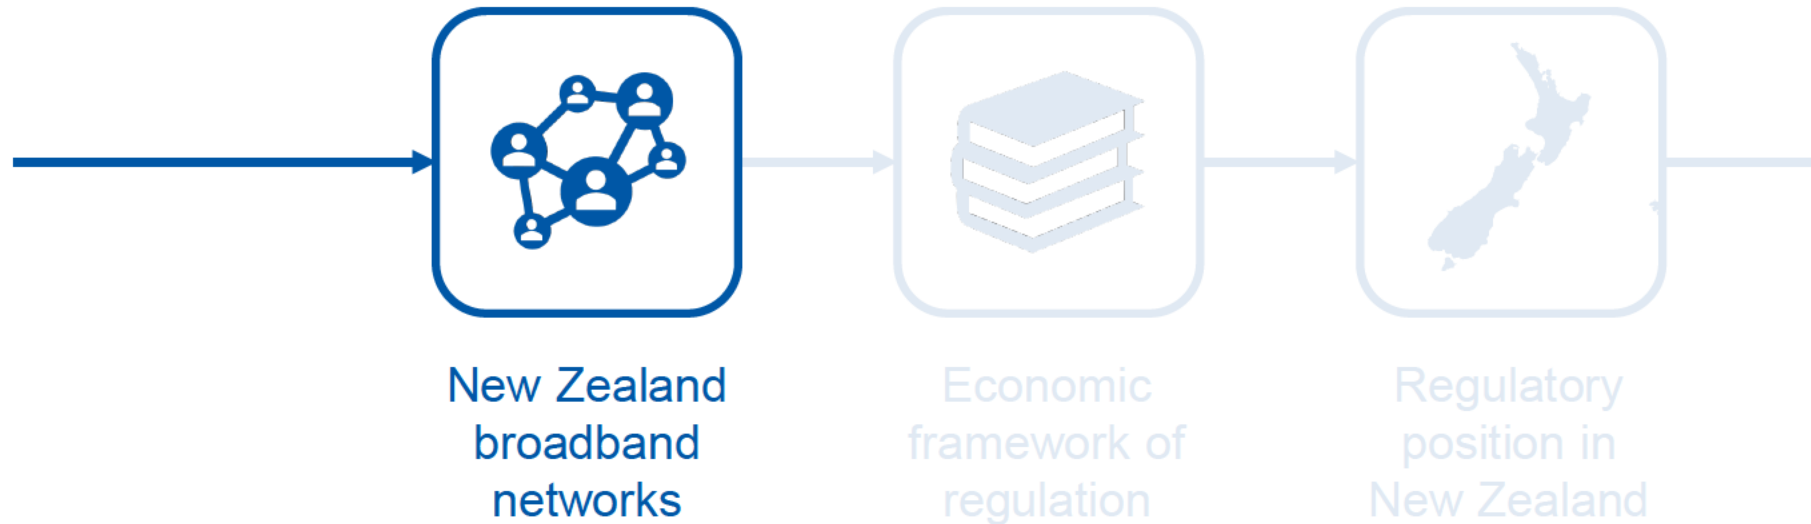 New Zealand
broadband
networks
Economic
framework of
regulation
Regulatory
position in
New Zealand